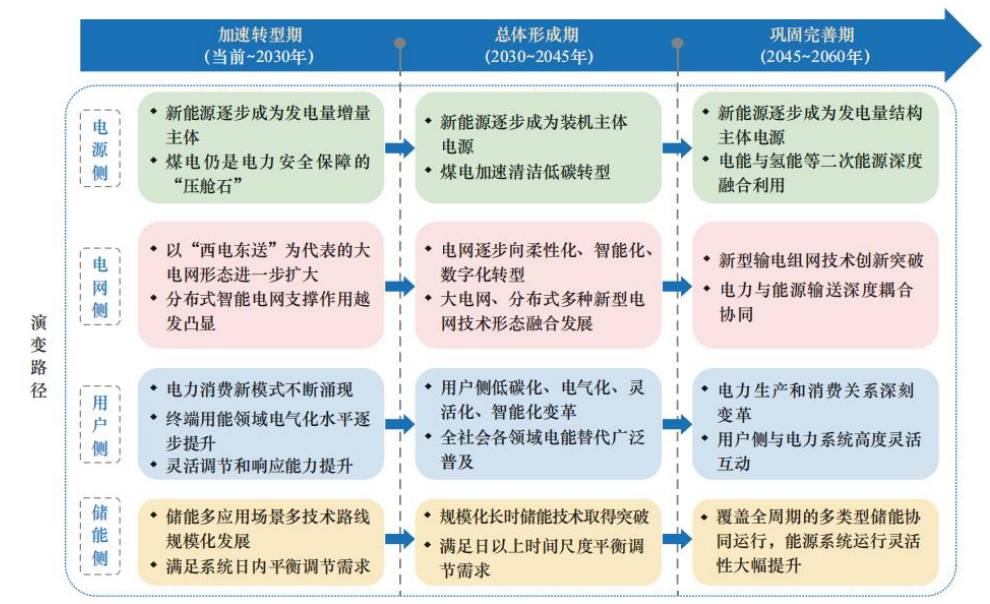 加速转型期
(当前~2030年)
总体形成期
(2030~2045年)
巩固完善期
(2045~2060年)
演变路径
电源侧
◆ 新能源逐步成为发电量增量
主体
◆ 煤电仍是电力安全保障的
“压舱石”
◆ 新能源逐步成为装机主体
电源
◆ 煤电加速清洁低碳转型
◆ 新能源逐步成为发电量结构
主体电源
◆ 电能与氢能等二次能源深度
融合利用
电网侧
◆ 以“西电东送”为代表的大
电网形态进一步扩大
◆ 分布式智能电网支撑作用越
发凸显
◆ 电网逐步向柔性化、智能化、
数字化转型
◆ 大电网、分布式多种新型电
网技术形态融合发展
◆ 新型输电组网技术创新突破
◆ 电力与能源输送深度耦合
协同
用户侧
◆ 电力消费新模式不断涌现
◆ 终端用能领域电气化水平逐
步提升
◆ 灵活调节和响应能力提升
◆ 用户侧低碳化、电气化、灵
活化、智能化变革
◆ 全社会各领域电能替代广泛
普及
◆ 电力生产和消费关系深刻
变革
◆ 用户侧与电力系统高度灵活
互动
储能侧
◆ 储能多应用场景多技术路线
规模化发展
◆ 满足系统日内平衡调节需求
◆ 规模化长时储能技术取得突破
◆ 满足日以上时间尺度平衡调
节需求
◆ 覆盖全周期的多类型储能协
同运行，能源系统运行灵活
性大幅提升